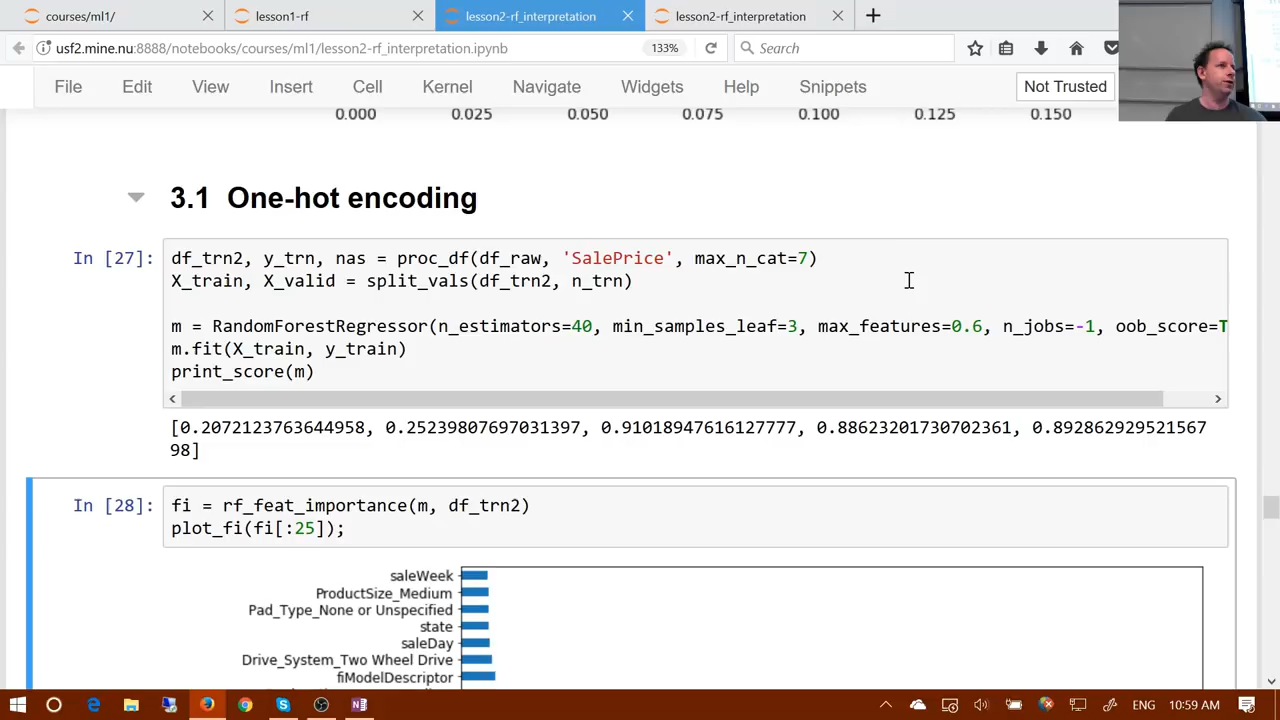 courses/ml1/
lesson1-rf
lesson2-rf_interpretation
lesson2-rf_interpretation
usf2.mine.nu:8888/notebooks/courses/ml1/lesson2-rf_interpretation.ipynb
133%
Search
File Edit View Insert Cell Kernel Navigate Widgets Help Snippets
Not Trusted
0.000 0.025 0.050 0.075 0.100 0.125 0.150
3.1 One-hot encoding
In [27]: df_trn2, y_trn, nas = proc_df(df_raw, 'SalePrice', max_n_cat=7)
X_train, X_valid = split_vals(df_trn2, n_trn)
m = RandomForestRegressor(n_estimators=40, min_samples_leaf=3, max_features=0.6, n_jobs=-1, oob_score=T
m.fit(X_train, y_train)
print_score(m)
[0.2072123763644958, 0.25239807697031397, 0.91018947616127777, 0.88623201730702361, 0.892862929521567
98]
In [28]: fi = rf_feat_importance(m, df_trn2)
plot_fi(fi[:25]);
saleWeek
ProductSize_Medium
Pad_Type_None or Unspecified
state
saleDay
Drive_System_Two Wheel Drive
fiModelDescriptor
ENG
10:59 AM